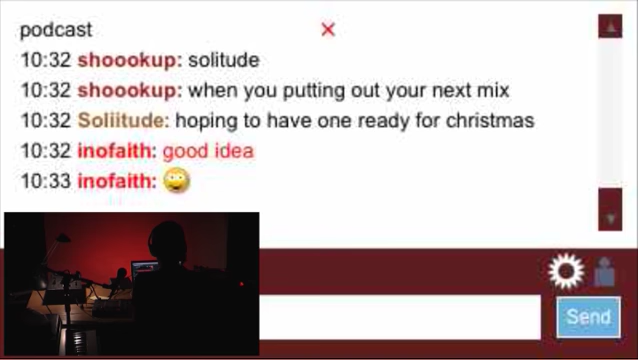 podcast
10:32 shoookup: solitude
10:32 shoookup: when you putting out your next mix
10:32 Soliitude: hoping to have one ready for christmas
10:32 inofaith: good idea
10:33 inofaith:
Send